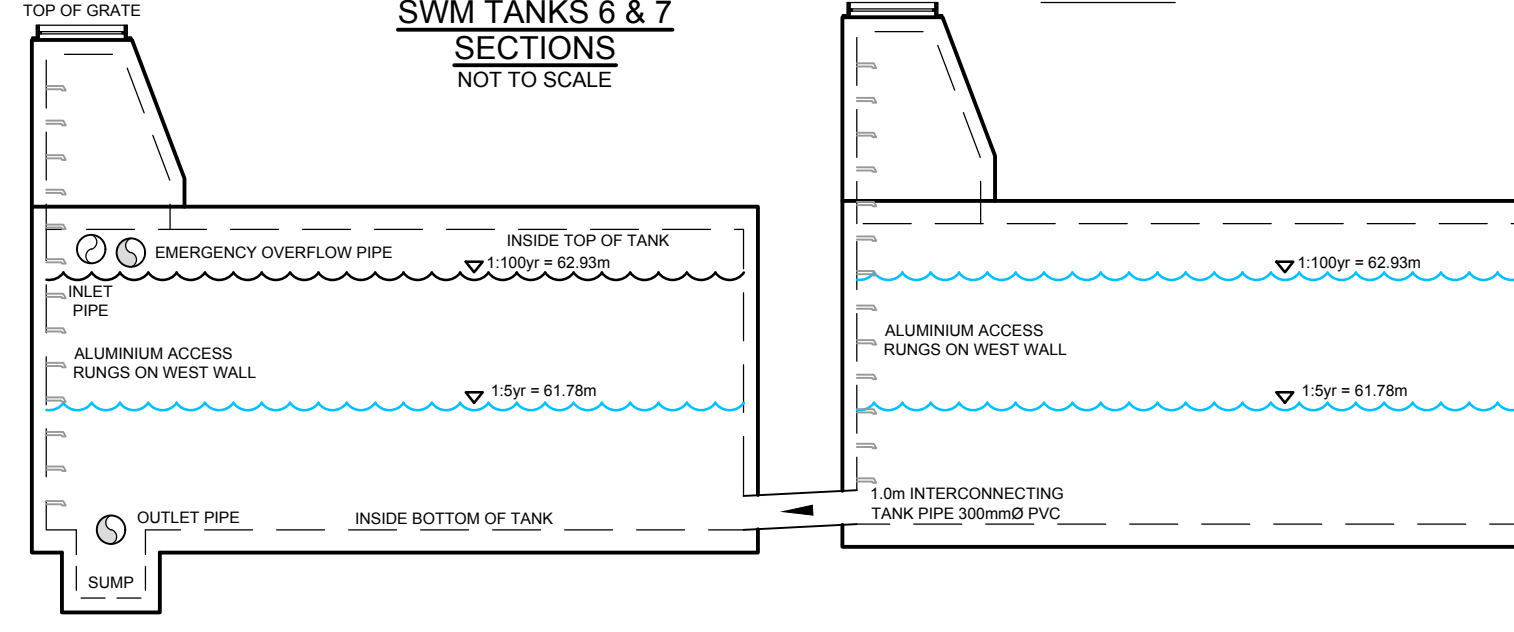 TOP OF GRATE
SWM TANKS 6 & 7
SECTIONS
NOT TO SCALE
EMERGENCY OVERFLOW PIPE
INSIDE TOP OF TANK
1:100yr = 62.93m
INLET
PIPE
ALUMINIUM ACCESS
RUNGS ON WEST WALL
1:5yr = 61.78m
OUTLET PIPE
INSIDE BOTTOM OF TANK
SUMP
1:100yr = 62.93m
ALUMINIUM ACCESS
RUNGS ON WEST WALL
1:5yr = 61.78m
1.0m INTERCONNECTING
TANK PIPE 300mmØ PVC